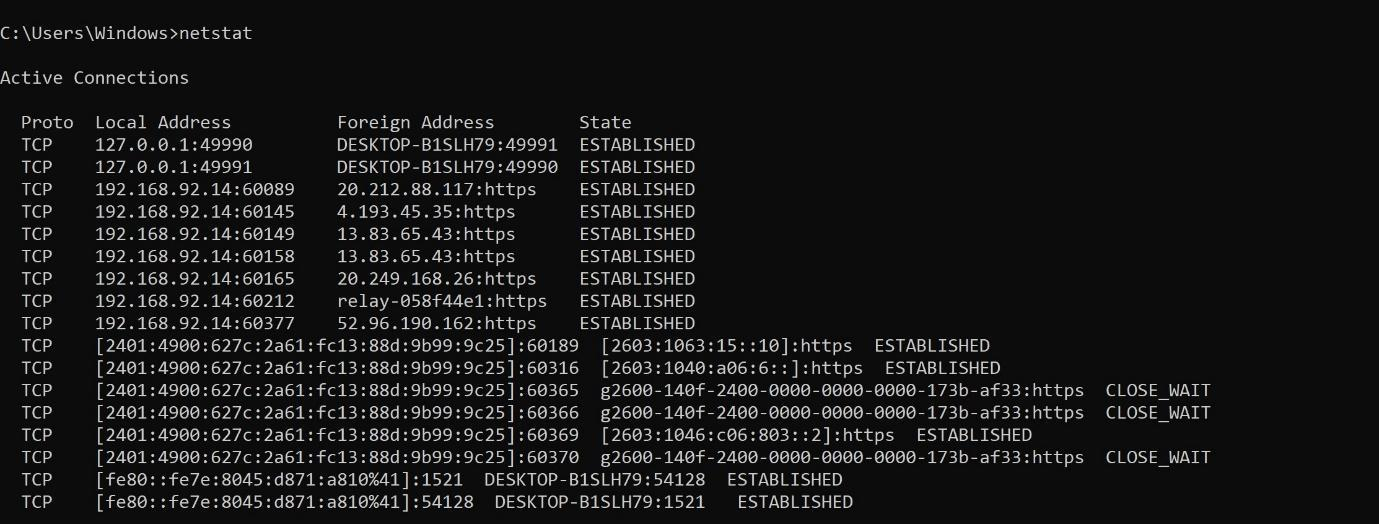 C:\Users\Windows>netstat
Active Connections
Proto  Local Address          Foreign Address        State
TCP    127.0.0.1:49990        DESKTOP-B1SLH79:49991  ESTABLISHED
TCP    127.0.0.1:49991        DESKTOP-B1SLH79:49990  ESTABLISHED
TCP    192.168.92.14:60089    20.212.88.117:https    ESTABLISHED
TCP    192.168.92.14:60145    4.193.45.35:https      ESTABLISHED
TCP    192.168.92.14:60149    13.83.65.43:https      ESTABLISHED
TCP    192.168.92.14:60158    13.83.65.43:https      ESTABLISHED
TCP    192.168.92.14:60165    20.249.168.26:https    ESTABLISHED
TCP    192.168.92.14:60212    relay-058f44e1:https   ESTABLISHED
TCP    192.168.92.14:60377    52.96.190.162:https    ESTABLISHED
TCP    [2401:4900:627c:2a61:fc13:88d:9b99:9c25]:60189  [2603:1063:15::10]:https  ESTABLISHED
TCP    [2401:4900:627c:2a61:fc13:88d:9b99:9c25]:60316  [2603:1040:a06:6::]:https  ESTABLISHED
TCP    [2401:4900:627c:2a61:fc13:88d:9b99:9c25]:60365  g2600-140f-2400-0000-0000-0000-173b-af33:https  CLOSE_WAIT
TCP    [2401:4900:627c:2a61:fc13:88d:9b99:9c25]:60366  g2600-140f-2400-0000-0000-0000-173b-af33:https  CLOSE_WAIT
TCP    [2401:4900:627c:2a61:fc13:88d:9b99:9c25]:60369  [2603:1046:c06:803::2]:https  ESTABLISHED
TCP    [2401:4900:627c:2a61:fc13:88d:9b99:9c25]:60370  g2600-140f-2400-0000-0000-0000-173b-af33:https  CLOSE_WAIT
TCP    [fe80::fe7e:8045:d871:a810%41]:1521  DESKTOP-B1SLH79:54128  ESTABLISHED
TCP    [fe80::fe7e:8045:d871:a810%41]:54128  DESKTOP-B1SLH79:1521   ESTABLISHED